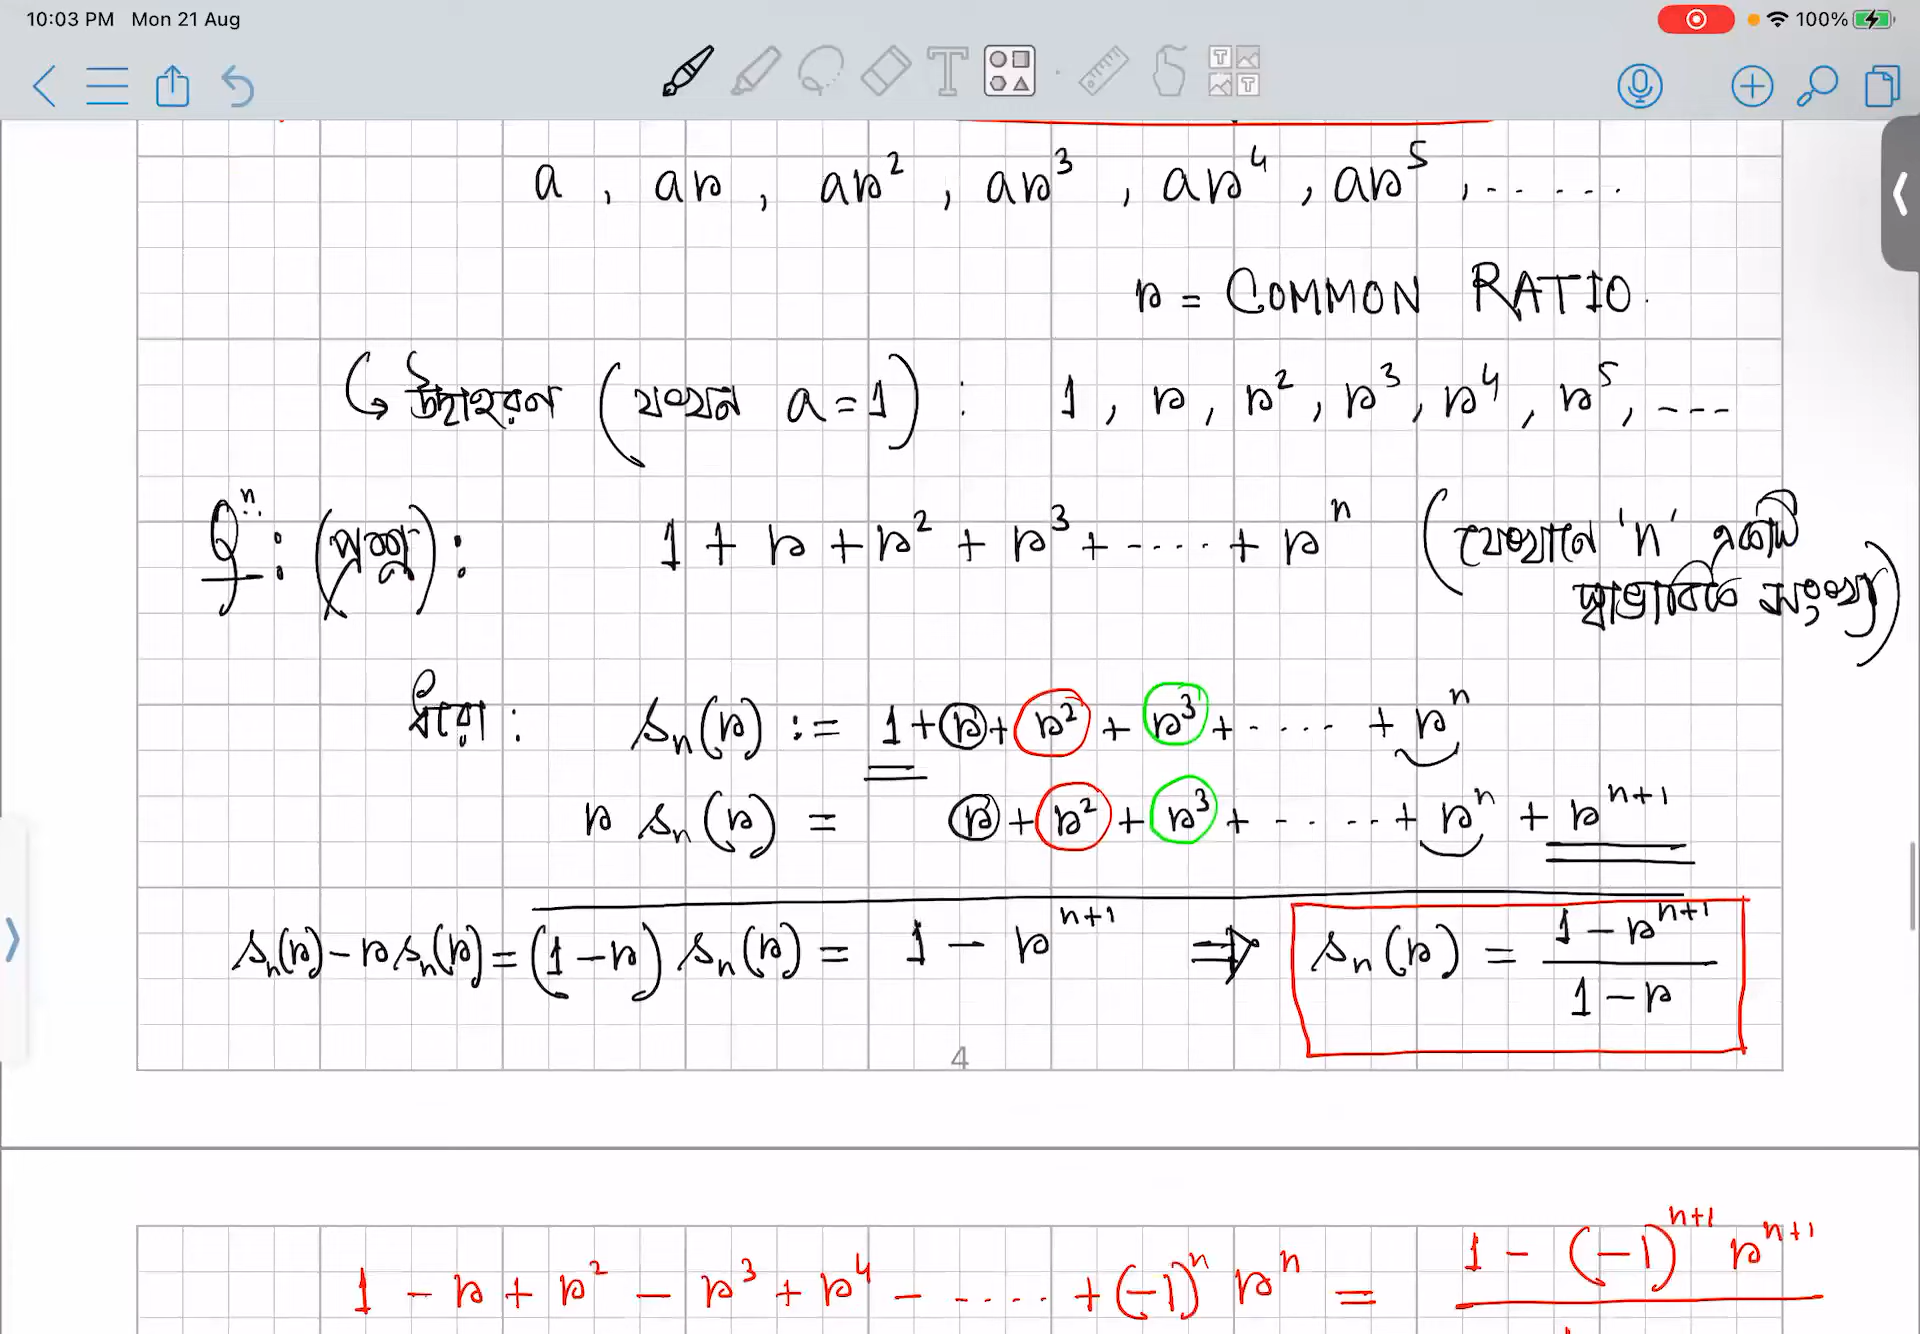 10:03 PM Mon 21 Aug
100%
a , ar , ar² , ar³ , ar⁴ , ar⁵ , ......
r = COMMON RATIO.
উদাহরন (যখন a = 1) : 1 , r , r² , r³ , r⁴ , r⁵ , ---
Qⁿ: (প্রশ্ন) : 1 + r + r² + r³ + ..... + rⁿ (যেখানে 'n' একটি
স্বাভাবিক সংখ্যা)
ধরো : Sₙ(r) := 1 + r + r² + r³ + ..... + rⁿ
r Sₙ(r) = r + r² + r³ + ..... + rⁿ + rⁿ⁺¹
Sₙ(r) − r Sₙ(r) = (1 − r) Sₙ(r) = 1 − rⁿ⁺¹ ⇒ Sₙ(r) = (1 − rⁿ⁺¹) / (1 − r)
4
1 − r + r² − r³ + r⁴ − ..... + (−1)ⁿ rⁿ = 1 − (−1)ⁿ⁺¹ rⁿ⁺¹